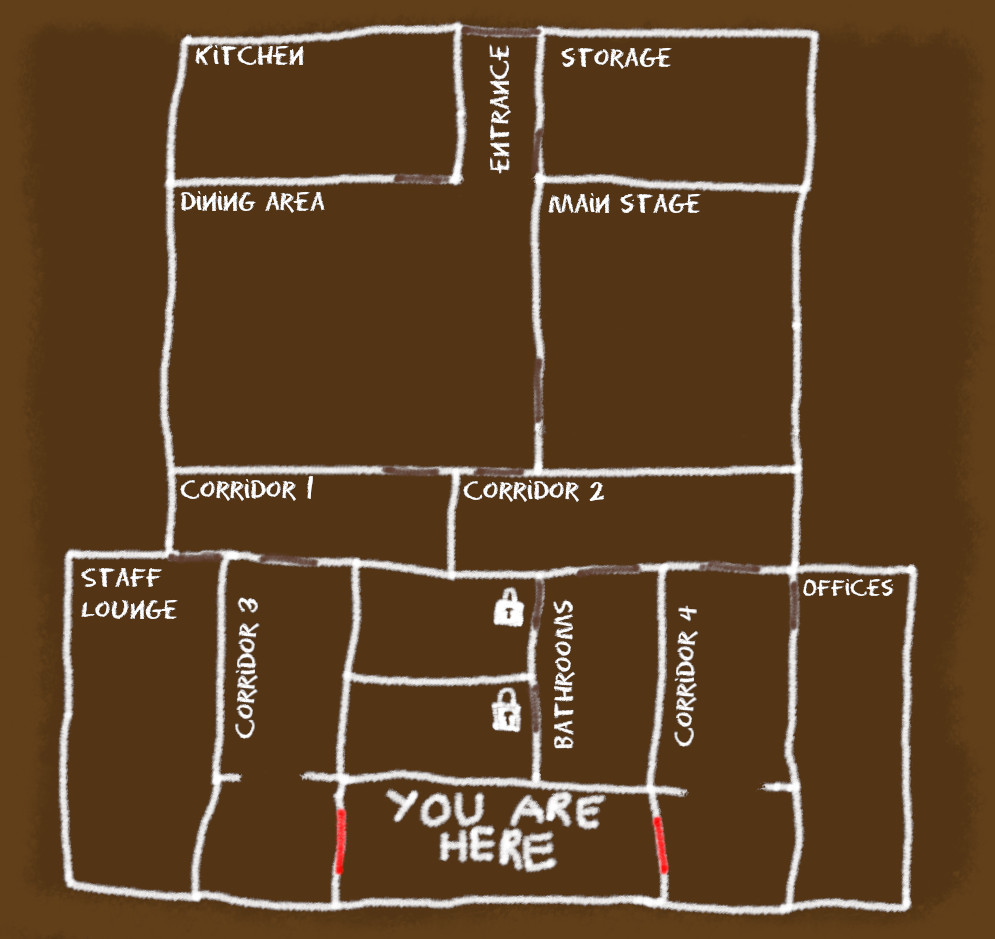 KITCHEN
ENTRANCE
STORAGE
DINING AREA
MAIN STAGE
CORRIDOR 1
CORRIDOR 2
STAFF
LOUNGE
CORRIDOR 3
BATHROOMS
CORRIDOR 4
OFFICES
YOU ARE
HERE